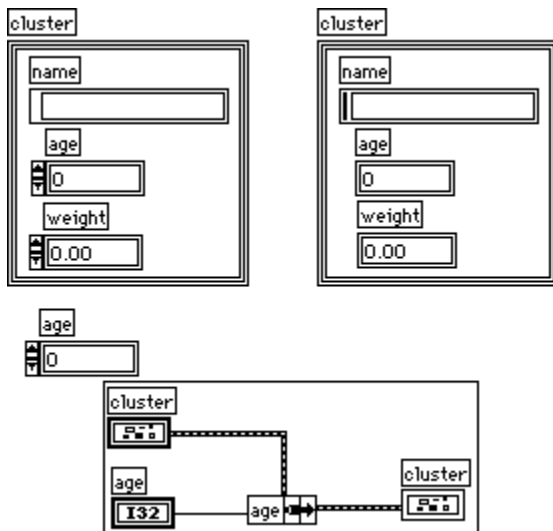 cluster
cluster
name
name
age
age
0
0
weight
weight
0.00
0.00
age
0
cluster
age
I32
age
cluster